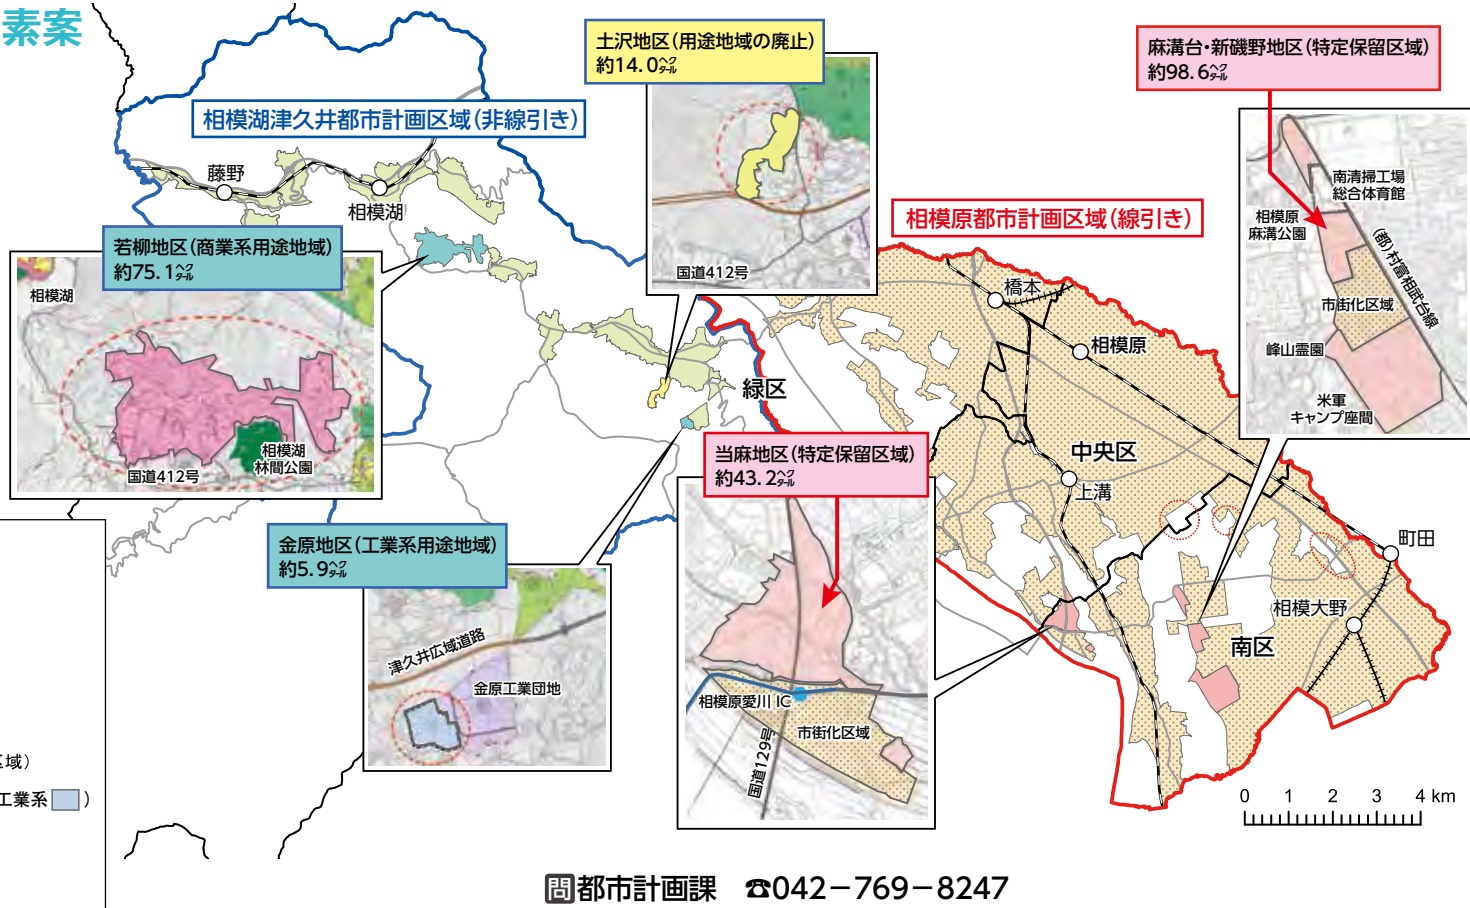 素案
土沢地区(用途地域の廃止)
約14.0ヘクタール
麻溝台・新磯野地区(特定保留区域)
約98.6ヘクタール
相模湖津久井都市計画区域(非線引き)
藤野
相模湖
国道412号
相模原都市計画区域(線引き)
南清掃工場
総合体育館
相模原
麻溝公園
(都)村富相武台線
市街化区域
峰山霊園
米軍
キャンプ座間
若柳地区(商業系用途地域)
約75.1ヘクタール
相模湖
相模湖
林間公園
国道412号
橋本
相模原
緑区
中央区
上溝
町田
相模大野
南区
当麻地区(特定保留区域)
約43.2ヘクタール
相模原愛川 IC
市街化区域
国道129号
金原地区(工業系用途地域)
約5.9ヘクタール
津久井広域道路
金原工業団地
区域)
工業系 )
0 1 2 3 4 km
問都市計画課 ☎042-769-8247